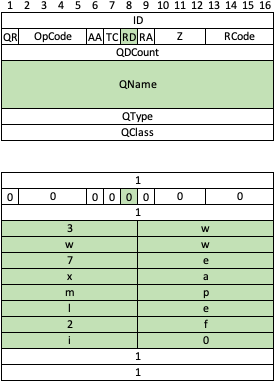 1 2 3 4 5 6 7 8 9 10 11 12 13 14 15 16
ID
QR OpCode AA TC RD RA Z RCode
QDCount
QName
QType
QClass
1
0 0 0 0 0 0 0 0
1
3 w
w w
7 e
x a
m p
l e
2 f
i 0
1
1